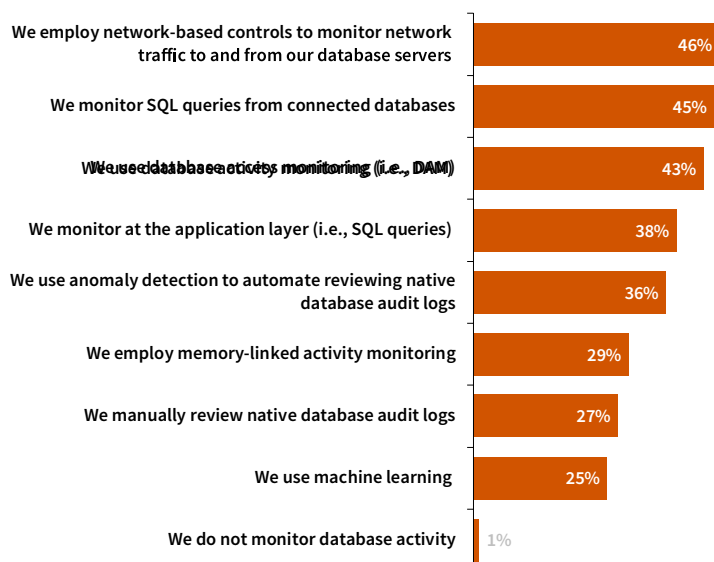 We employ network-based controls to monitor network
traffic to and from our database servers
46%
We monitor SQL queries from connected databases
45%
We use database activity monitoring (i.e., DAM)
43%
We monitor at the application layer (i.e., SQL queries)
38%
We use anomaly detection to automate reviewing native
database audit logs
36%
We employ memory-linked activity monitoring
29%
We manually review native database audit logs
27%
We use machine learning
25%
We do not monitor database activity
1%